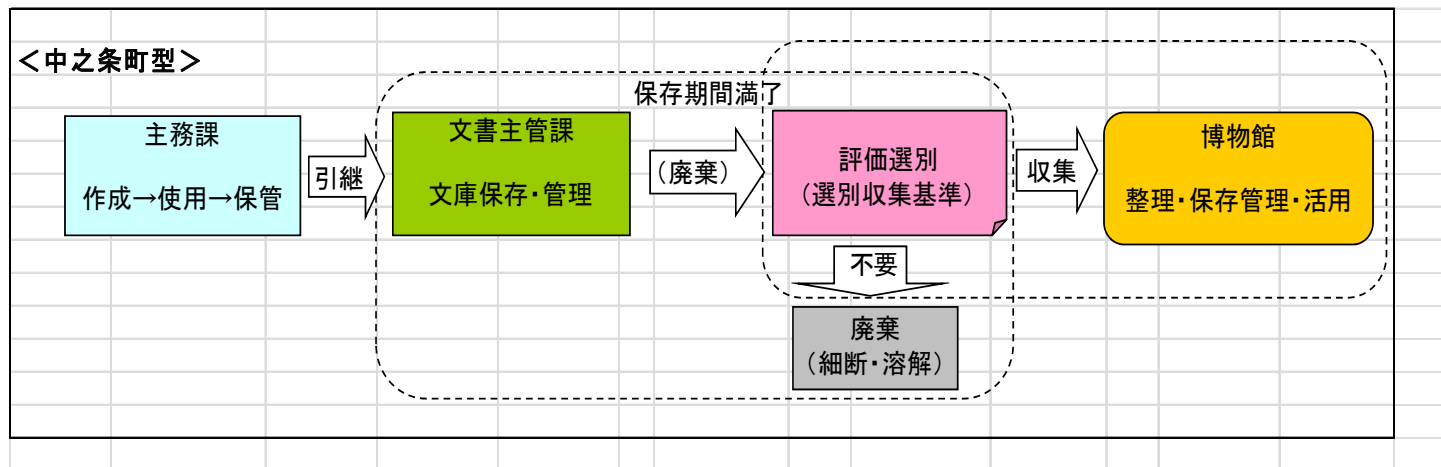 ＜中之条町型＞
主務課
作成→使用→保管
引継
文書主管課
文庫保存・管理
保存期間満了
（廃棄）
評価選別
（選別収集基準）
収集
博物館
整理・保存管理・活用
不要
廃棄
（細断・溶解）